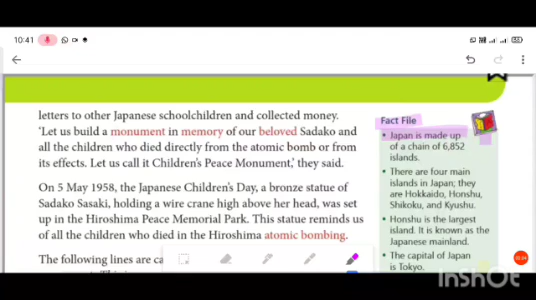 10:41
letters to other Japanese schoolchildren and collected money.
'Let us build a monument in memory of our beloved Sadako and
all the children who died directly from the atomic bomb or from
its effects. Let us call it Children's Peace Monument,' they said.
On 5 May 1958, the Japanese Children's Day, a bronze statue of
Sadako Sasaki, holding a wire crane high above her head, was set
up in the Hiroshima Peace Memorial Park. This statue reminds us
of all the children who died in the Hiroshima atomic bombing.
The following lines are ca
Fact File
• Japan is made up
of a chain of 6,852
islands.
• There are four main
islands in Japan; they
are Hokkaido, Honshu,
Shikoku, and Kyushu.
• Honshu is the largest
island. It is known as the
Japanese mainland.
• The capital of Japan
is Tokyo.
InShot